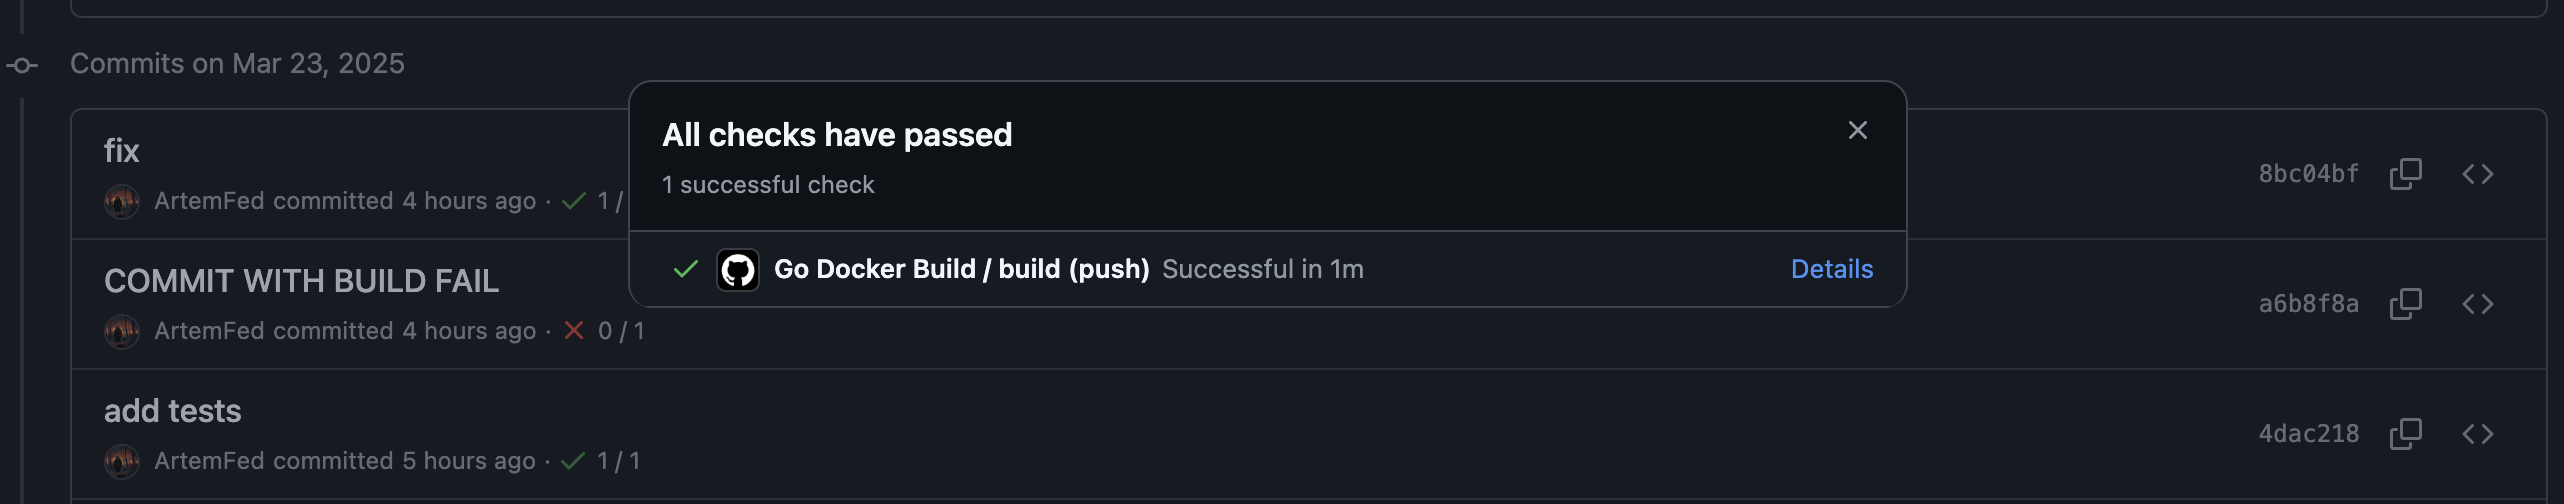 Commits on Mar 23, 2025
All checks have passed
1 successful check
Go Docker Build / build (push) Successful in 1m Details
fix
8bc04bf
ArtemFed committed 4 hours ago · 1 /
COMMIT WITH BUILD FAIL
a6b8f8a
ArtemFed committed 4 hours ago · 0 / 1
add tests
4dac218
ArtemFed committed 5 hours ago · 1 / 1